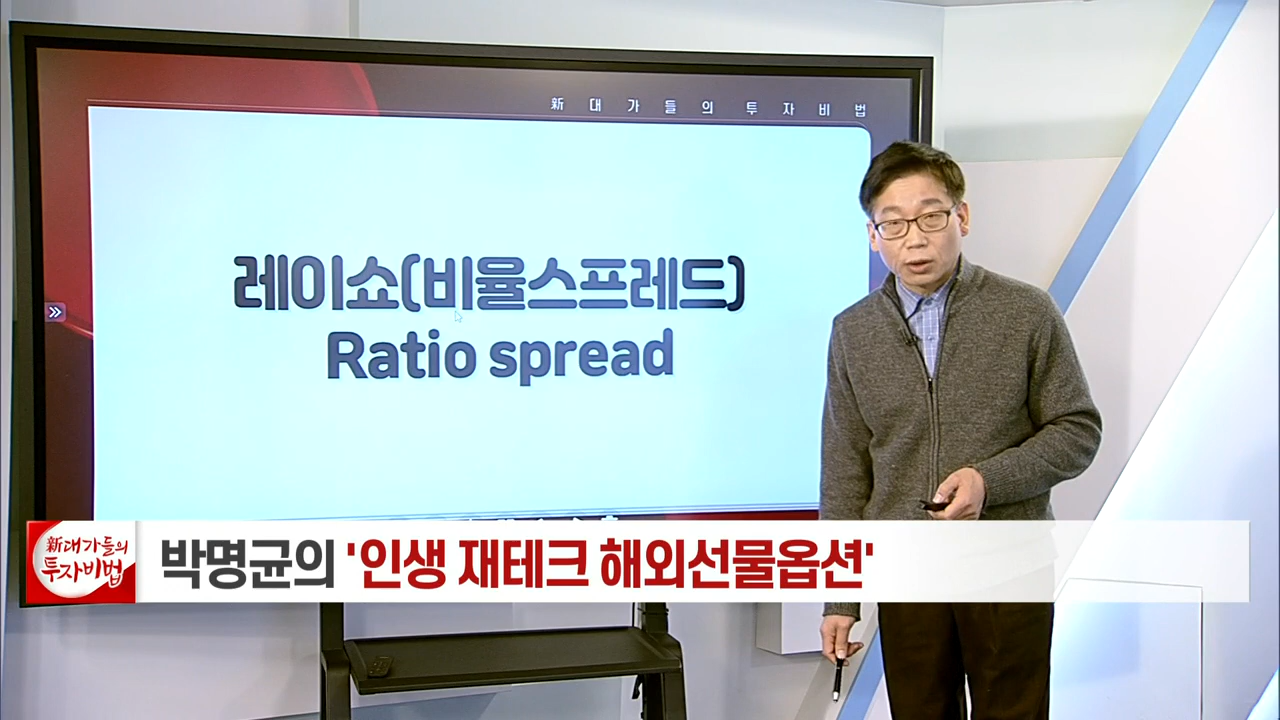 新대가들의투자비법
레이쇼(비율스프레드)
Ratio spread
新대가들의
투자비법
박명균의 '인생 재테크 해외선물옵션'